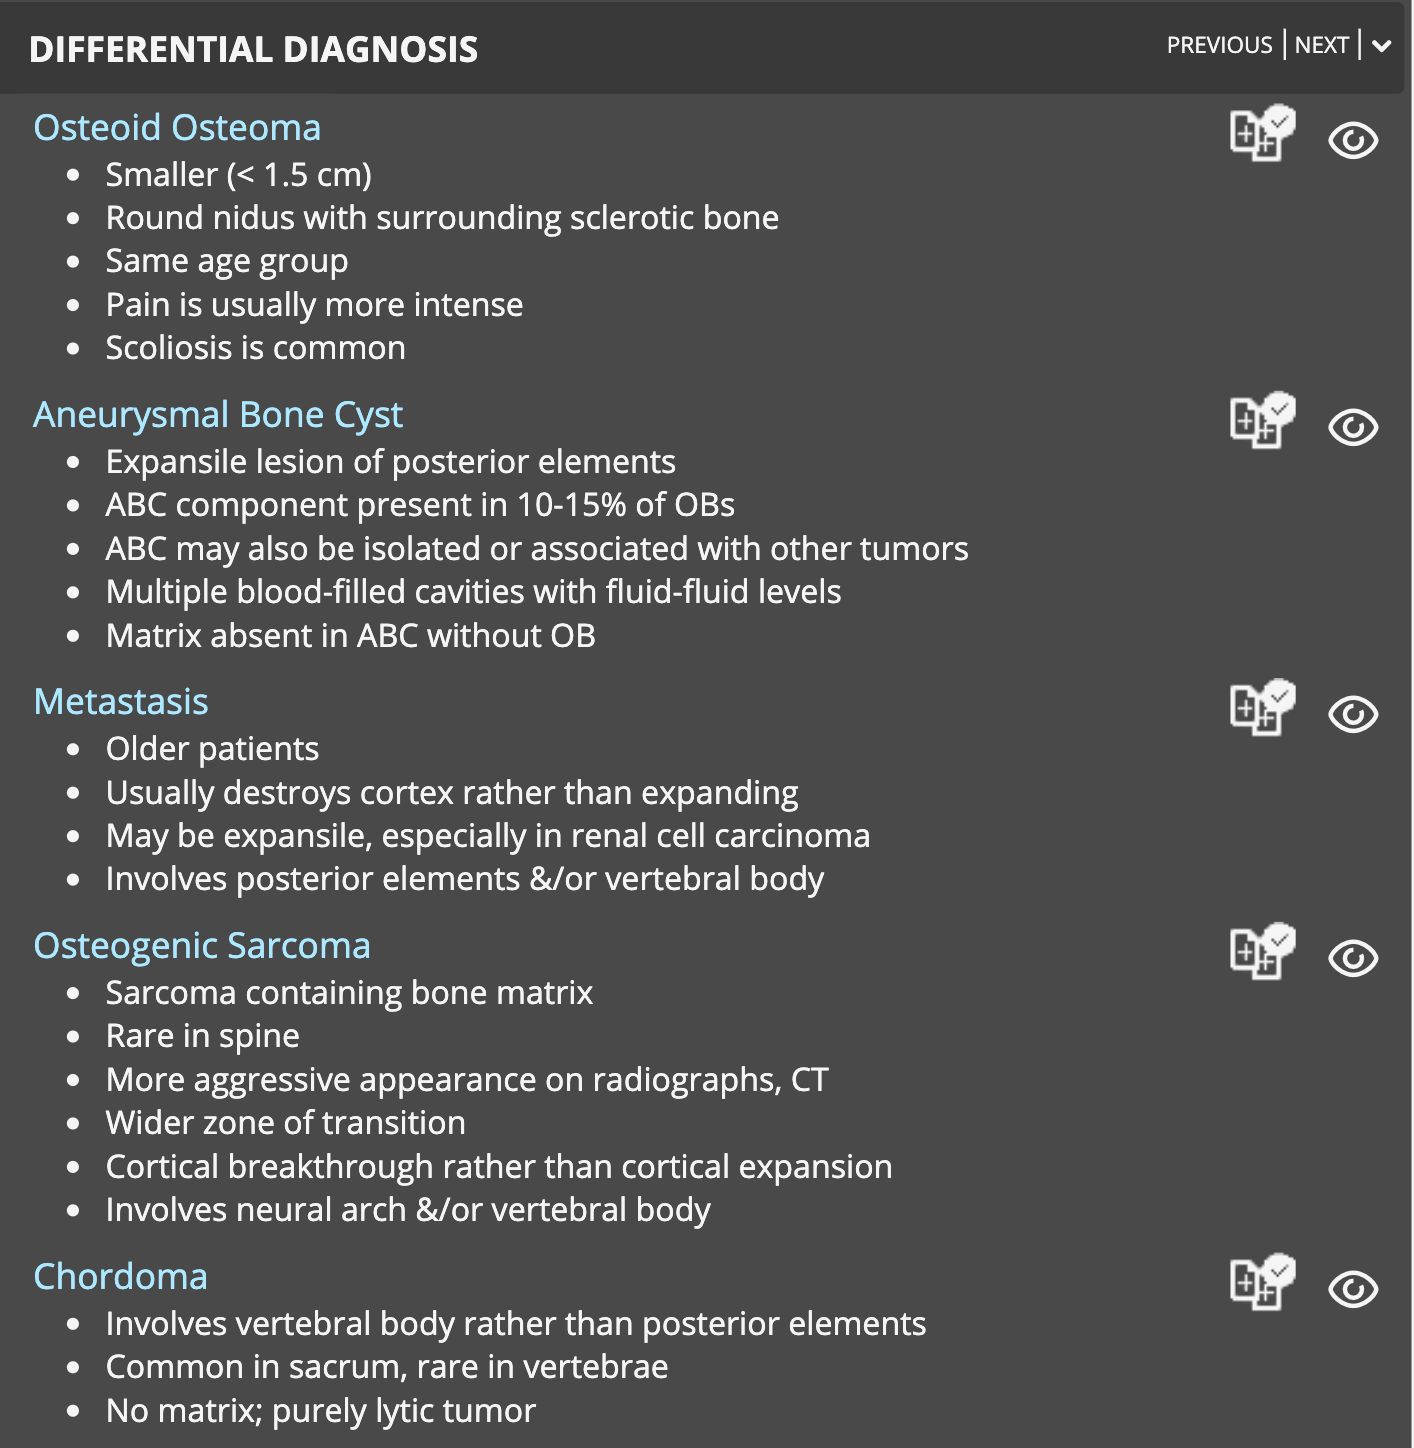 DIFFERENTIAL DIAGNOSIS
PREVIOUS | NEXT |
Osteoid Osteoma
• Smaller (< 1.5 cm)
• Round nidus with surrounding sclerotic bone
• Same age group
• Pain is usually more intense
• Scoliosis is common
Aneurysmal Bone Cyst
• Expansile lesion of posterior elements
• ABC component present in 10-15% of OBs
• ABC may also be isolated or associated with other tumors
• Multiple blood-filled cavities with fluid-fluid levels
• Matrix absent in ABC without OB
Metastasis
• Older patients
• Usually destroys cortex rather than expanding
• May be expansile, especially in renal cell carcinoma
• Involves posterior elements &/or vertebral body
Osteogenic Sarcoma
• Sarcoma containing bone matrix
• Rare in spine
• More aggressive appearance on radiographs, CT
• Wider zone of transition
• Cortical breakthrough rather than cortical expansion
• Involves neural arch &/or vertebral body
Chordoma
• Involves vertebral body rather than posterior elements
• Common in sacrum, rare in vertebrae
• No matrix; purely lytic tumor